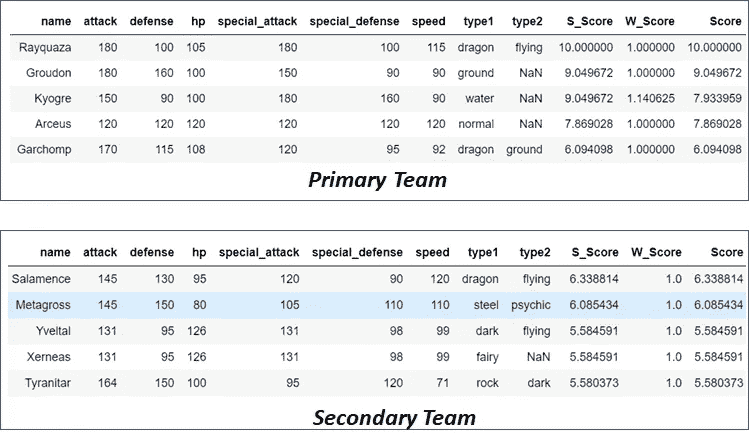 name attack defense hp special_attack special_defense speed type1 type2 S_Score W_Score Score
Rayquaza 180 100 105 180 100 115 dragon flying 10.000000 1.000000 10.000000
Groudon 180 160 100 150 90 90 ground NaN 9.049672 1.000000 9.049672
Kyogre 150 90 100 180 160 90 water NaN 9.049672 1.140625 7.933959
Arceus 120 120 120 120 120 120 normal NaN 7.869028 1.000000 7.869028
Garchomp 170 115 108 120 95 92 dragon ground 6.094098 1.000000 6.094098
Primary Team
name attack defense hp special_attack special_defense speed type1 type2 S_Score W_Score Score
Salamence 145 130 95 120 90 120 dragon flying 6.338814 1.0 6.338814
Metagross 145 150 80 105 110 110 steel psychic 6.085434 1.0 6.085434
Yveltal 131 95 126 131 98 99 dark flying 5.584591 1.0 5.584591
Xerneas 131 95 126 131 98 99 fairy NaN 5.584591 1.0 5.584591
Tyranitar 164 150 100 95 120 71 rock dark 5.580373 1.0 5.580373
Secondary Team